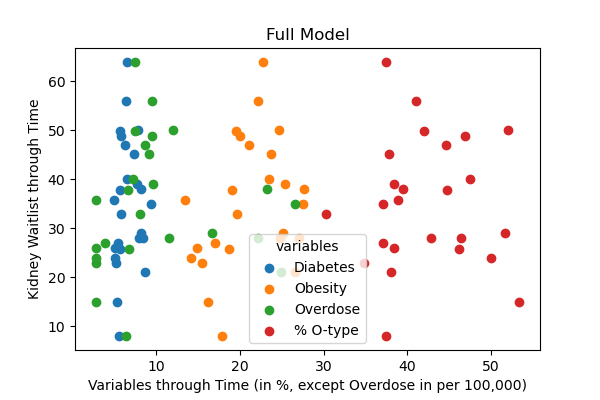 Full Model
60
50
40
30
20
10
Kidney Waitlist through Time
variables
Diabetes
Obesity
Overdose
% O-type
10 20 30 40 50
Variables through Time (in %, except Overdose in per 100,000)